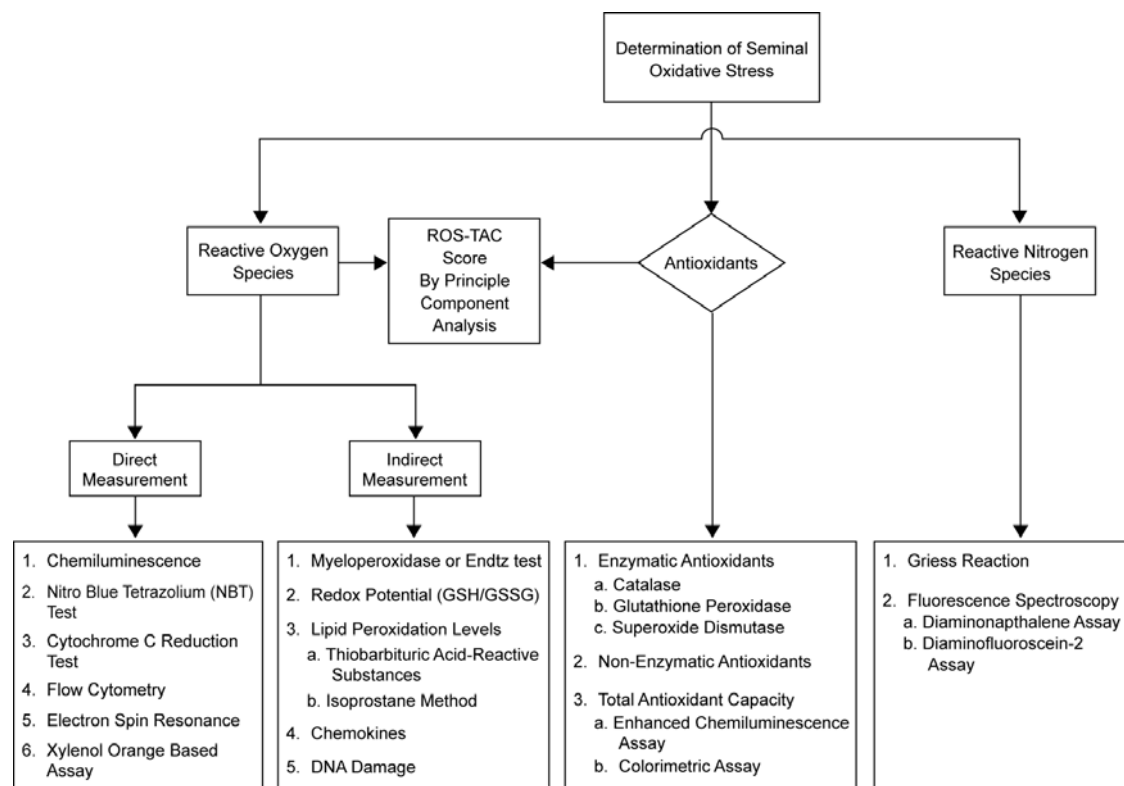 Determination of Seminal
Oxidative Stress
Reactive Oxygen
Species
ROS-TAC
Score
By Principle
Component
Analysis
Antioxidants
Reactive Nitrogen
Species
Direct
Measurement
Indirect
Measurement
1. Chemiluminescence
2. Nitro Blue Tetrazolium (NBT)
Test
3. Cytochrome C Reduction
Test
4. Flow Cytometry
5. Electron Spin Resonance
6. Xylenol Orange Based
Assay
1. Myeloperoxidase or Endtz test
2. Redox Potential (GSH/GSSG)
3. Lipid Peroxidation Levels
a. Thiobarbituric Acid-Reactive
Substances
b. Isoprostane Method
4. Chemokines
5. DNA Damage
1. Enzymatic Antioxidants
a. Catalase
b. Glutathione Peroxidase
c. Superoxide Dismutase
2. Non-Enzymatic Antioxidants
3. Total Antioxidant Capacity
a. Enhanced Chemiluminescence
Assay
b. Colorimetric Assay
1. Griess Reaction
2. Fluorescence Spectroscopy
a. Diaminonapthalene Assay
b. Diaminofluoroscein-2
Assay